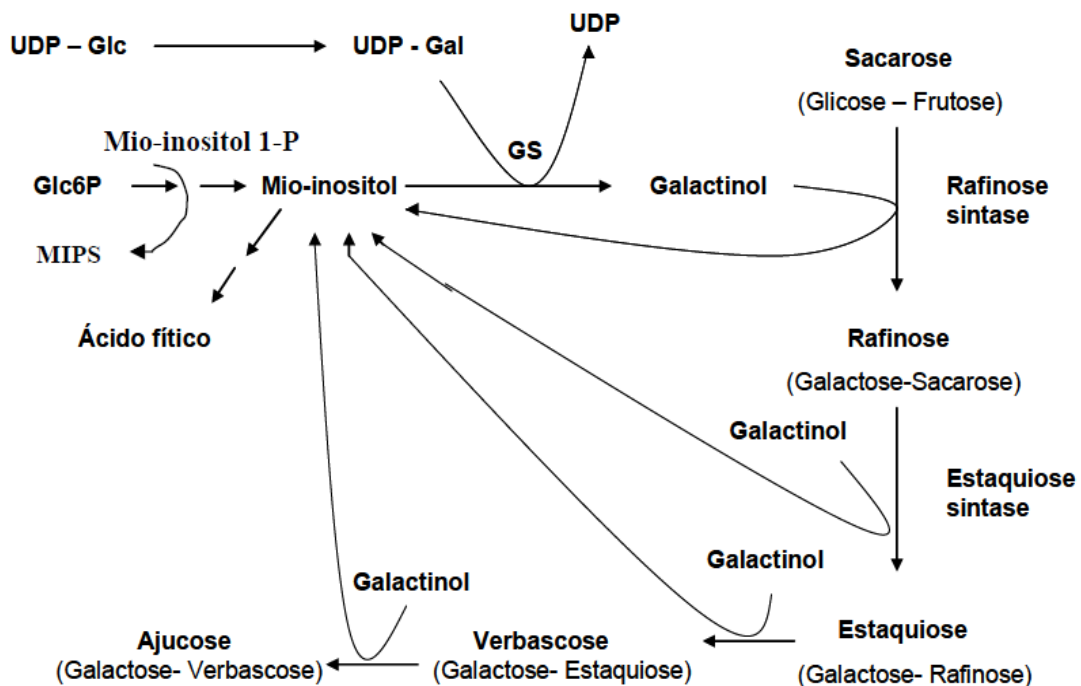 UDP
UDP – Glc
UDP - Gal
Sacarose
(Glicose – Frutose)
Mio-inositol 1-P
GS
Glc6P
Mio-inositol
Galactinol
Rafinose
sintase
MIPS
Ácido fítico
Rafinose
(Galactose-Sacarose)
Galactinol
Estaquiose
sintase
Galactinol
Galactinol
Ajucose
(Galactose- Verbascose)
Verbascose
(Galactose- Estaquiose)
Estaquiose
(Galactose- Rafinose)